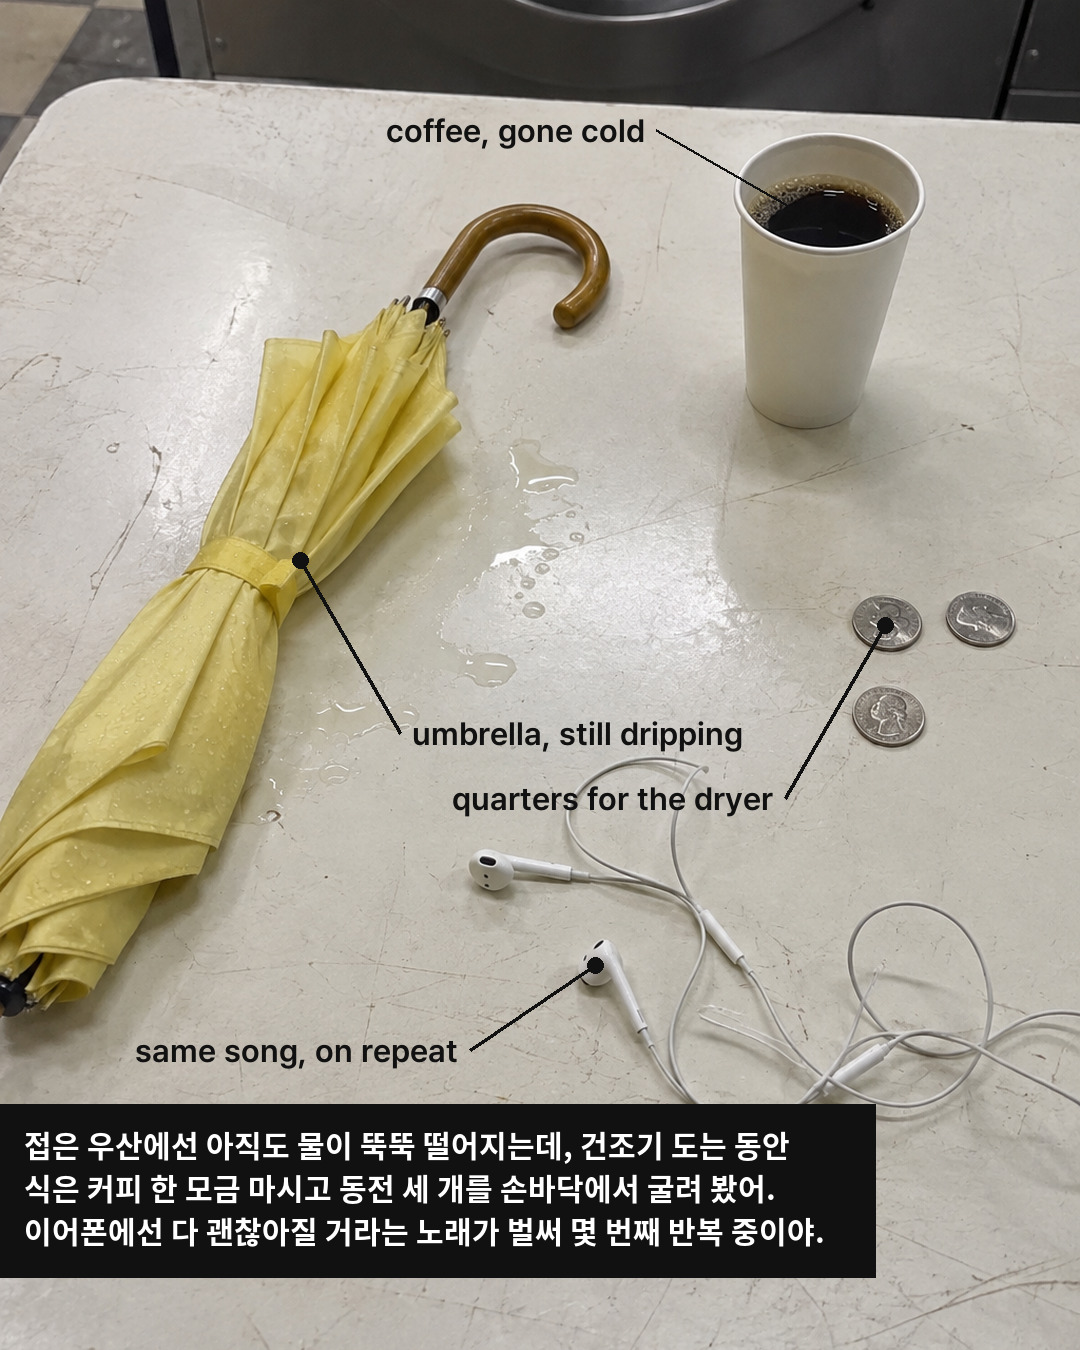 coffee, gone cold
umbrella, still dripping
quarters for the dryer
same song, on repeat
접은 우산에선 아직도 물이 뚝뚝 떨어지는데, 건조기 도는 동안
식은 커피 한 모금 마시고 동전 세 개를 손바닥에서 굴려 봤어.
이어폰에선 다 괜찮아질 거라는 노래가 벌써 몇 번째 반복 중이야.